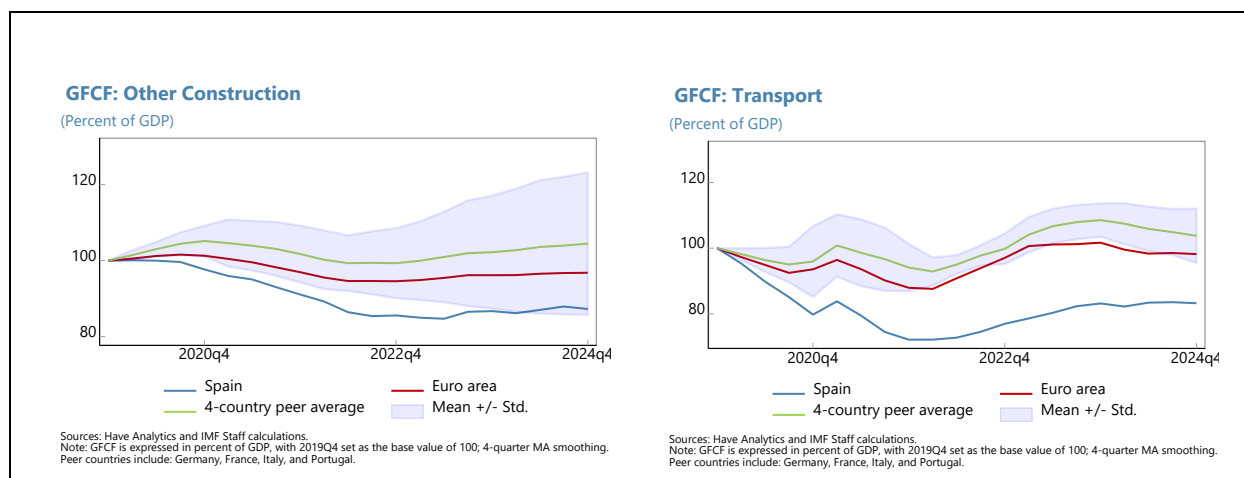 GFCF: Other Construction
(Percent of GDP)
120
100
80
2020q4 2022q4 2024q4
Spain Euro area
4-country peer average Mean +/- Std.
Sources: Have Analytics and IMF Staff calculations.
Note: GFCF is expressed in percent of GDP, with 2019Q4 set as the base value of 100; 4-quarter MA smoothing.
Peer countries include: Germany, France, Italy, and Portugal.
GFCF: Transport
(Percent of GDP)
120
100
80
2020q4 2022q4 2024q4
Spain Euro area
4-country peer average Mean +/- Std.
Sources: Have Analytics and IMF Staff calculations.
Note: GFCF is expressed in percent of GDP, with 2019Q4 set as the base value of 100; 4-quarter MA smoothing.
Peer countries include: Germany, France, Italy, and Portugal.